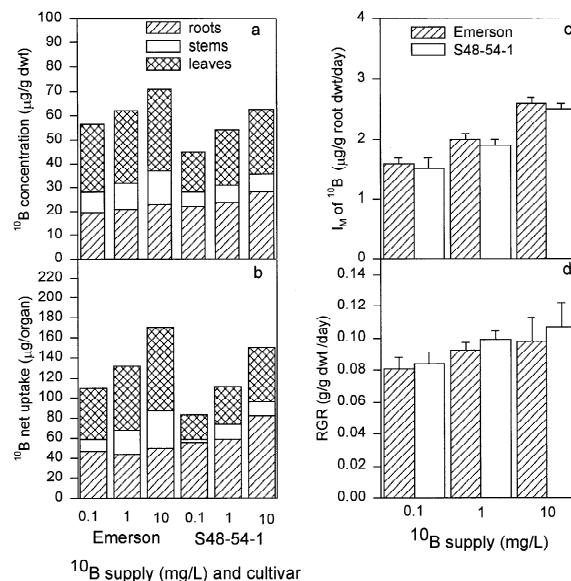 a
roots
stems
leaves
100
90
80
70
60
50
40
30
20
10
0
¹⁰B concentration (μg/g dwt)
b
220
200
180
160
140
120
100
80
60
40
20
0
¹⁰B net uptake (μg/organ)
0.1 1 10 0.1 1 10
Emerson S48-54-1
¹⁰B supply (mg/L) and cultivar
c
Emerson
S48-54-1
4
3
2
1
I_M of ¹⁰B (μg/g root dwt/day)
d
0.14
0.12
0.10
0.08
0.06
0.04
0.02
0.00
RGR (g/g dwt/day)
0.1 1 10
¹⁰B supply (mg/L)